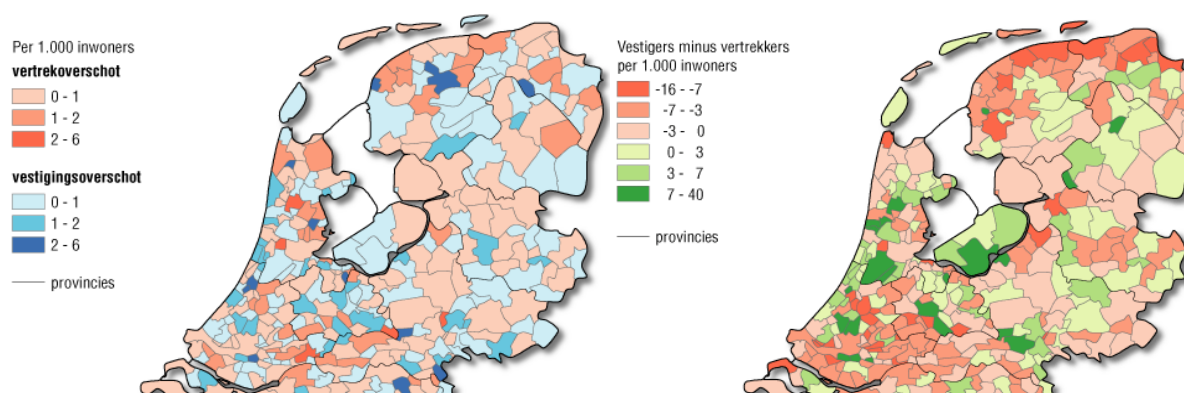 Per 1.000 inwoners
vertrekoverschot
0 - 1
1 - 2
2 - 6
vestigingsoverschot
0 - 1
1 - 2
2 - 6
provincies
Vestigers minus vertrekkers
per 1.000 inwoners
-16 - -7
-7 - -3
-3 - 0
0 - 3
3 - 7
7 - 40
provincies